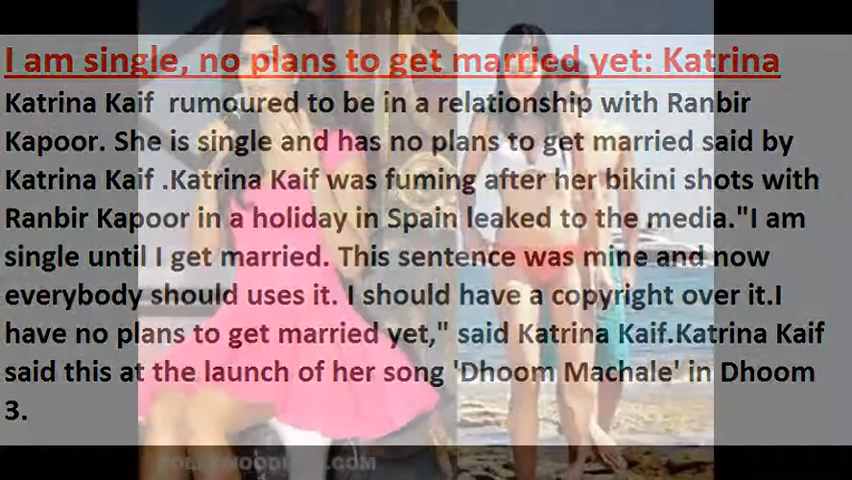 I am single, no plans to get married yet: Katrina
Katrina Kaif  rumoured to be in a relationship with Ranbir
Kapoor. She is single and has no plans to get married said by
Katrina Kaif .Katrina Kaif was fuming after her bikini shots with
Ranbir Kapoor in a holiday in Spain leaked to the media."I am
single until I get married. This sentence was mine and now
everybody should uses it. I should have a copyright over it.I
have no plans to get married yet," said Katrina Kaif.Katrina Kaif
said this at the launch of her song 'Dhoom Machale' in Dhoom
3.